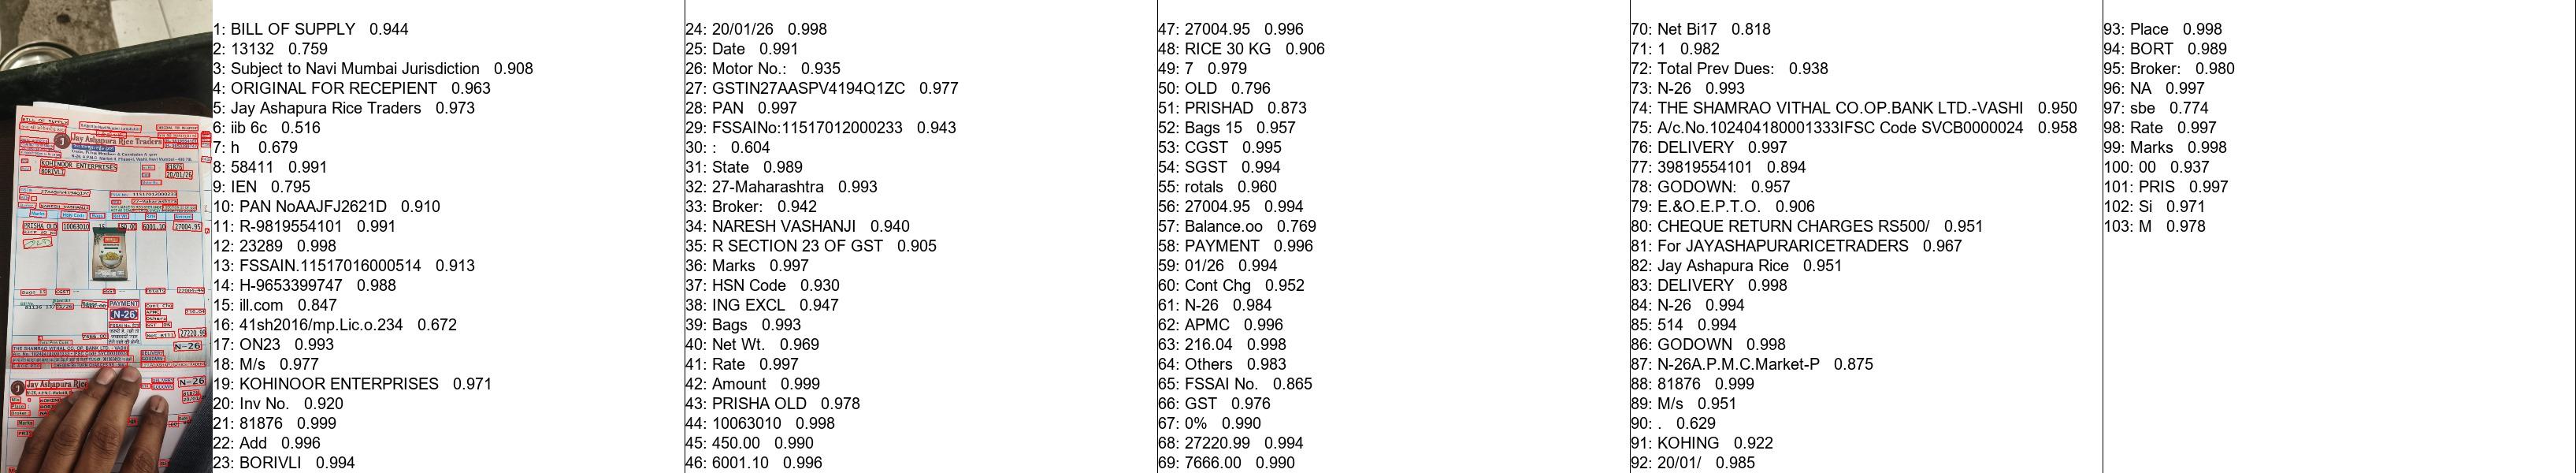 1: BILL OF SUPPLY 0.944
2: 13132 0.759
3: Subject to Navi Mumbai Jurisdiction 0.908
4: ORIGINAL FOR RECEPIENT 0.963
5: Jay Ashapura Rice Traders 0.973
6: iib 6c 0.516
7: h 0.679
8: 58411 0.991
9: IEN 0.795
10: PAN NoAAJFJ2621D 0.910
11: R-9819554101 0.991
12: 23289 0.998
13: FSSAIN.11517016000514 0.913
14: H-9653399747 0.988
15: ill.com 0.847
16: 41sh2016/mp.Lic.o.234 0.672
17: ON23 0.993
18: M/s 0.977
19: KOHINOOR ENTERPRISES 0.971
20: Inv No. 0.920
21: 81876 0.999
22: Add 0.996
23: BORIVLI 0.994
24: 20/01/26 0.998
25: Date 0.991
26: Motor No.: 0.935
27: GSTIN27AASPV4194Q1ZC 0.977
28: PAN 0.997
29: FSSAINo:11517012000233 0.943
30: : 0.604
31: State 0.989
32: 27-Maharashtra 0.993
33: Broker: 0.942
34: NARESH VASHANJI 0.940
35: R SECTION 23 OF GST 0.905
36: Marks 0.997
37: HSN Code 0.930
38: ING EXCL 0.947
39: Bags 0.993
40: Net Wt. 0.969
41: Rate 0.997
42: Amount 0.999
43: PRISHA OLD 0.978
44: 10063010 0.998
45: 450.00 0.990
46: 6001.10 0.996
47: 27004.95 0.996
48: RICE 30 KG 0.906
49: 7 0.979
50: OLD 0.796
51: PRISHAD 0.873
52: Bags 15 0.957
53: CGST 0.995
54: SGST 0.994
55: rotals 0.960
56: 27004.95 0.994
57: Balance.oo 0.769
58: PAYMENT 0.996
59: 01/26 0.994
60: Cont Chg 0.952
61: N-26 0.984
62: APMC 0.996
63: 216.04 0.998
64: Others 0.983
65: FSSAI No. 0.865
66: GST 0.976
67: 0% 0.990
68: 27220.99 0.994
69: 7666.00 0.990
70: Net Bi17 0.818
71: 1 0.982
72: Total Prev Dues: 0.938
73: N-26 0.993
74: THE SHAMRAO VITHAL CO.OP.BANK LTD.-VASHI 0.950
75: A/c.No.102404180001333IFSC Code SVCB0000024 0.958
76: DELIVERY 0.997
77: 39819554101 0.894
78: GODOWN: 0.957
79: E.&O.E.P.T.O. 0.906
80: CHEQUE RETURN CHARGES RS500/ 0.951
81: For JAYASHAPURARICETRADERS 0.967
82: Jay Ashapura Rice 0.951
83: DELIVERY 0.998
84: N-26 0.994
85: 514 0.994
86: GODOWN 0.998
87: N-26A.P.M.C.Market-P 0.875
88: 81876 0.999
89: M/s 0.951
90: . 0.629
91: KOHING 0.922
92: 20/01/ 0.985
93: Place 0.998
94: BORT 0.989
95: Broker: 0.980
96: NA 0.997
97: sbe 0.774
98: Rate 0.997
99: Marks 0.998
100: 00 0.937
101: PRIS 0.997
102: Si 0.971
103: M 0.978